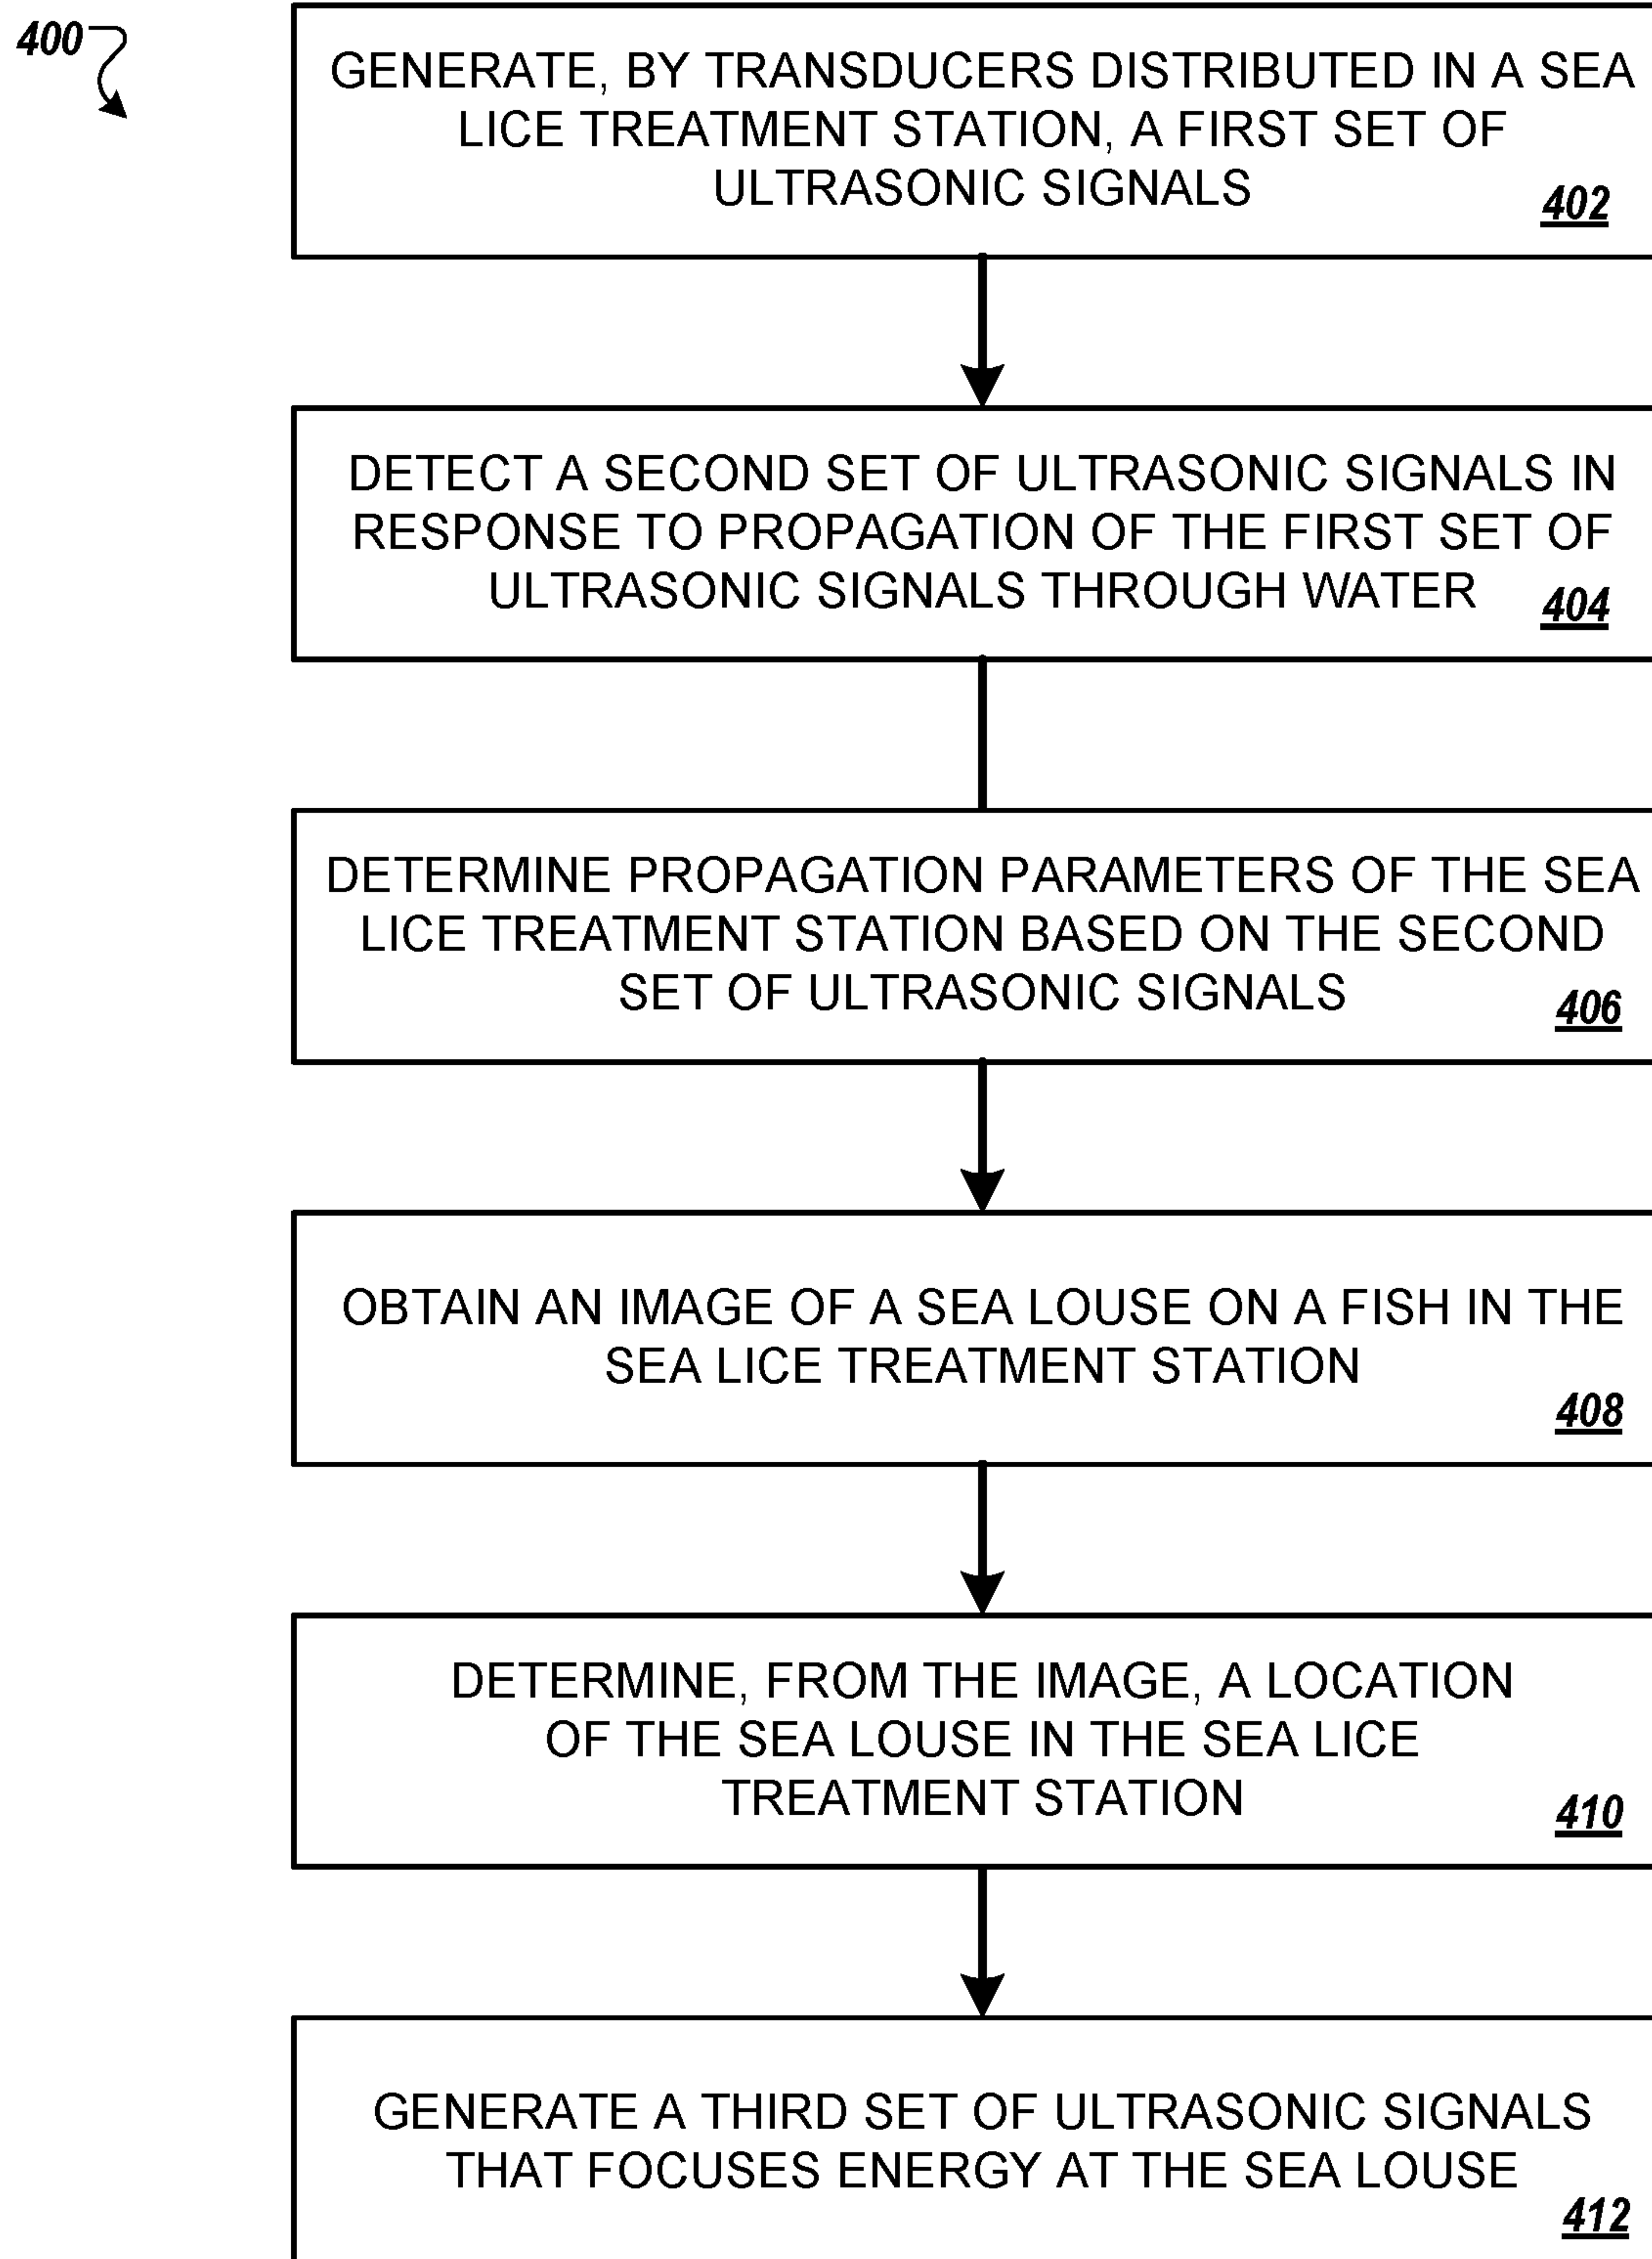 400
GENERATE, BY TRANSDUCERS DISTRIBUTED IN A SEA
LICE TREATMENT STATION, A FIRST SET OF
ULTRASONIC SIGNALS
402
DETECT A SECOND SET OF ULTRASONIC SIGNALS IN
RESPONSE TO PROPAGATION OF THE FIRST SET OF
ULTRASONIC SIGNALS THROUGH WATER
404
DETERMINE PROPAGATION PARAMETERS OF THE SEA
LICE TREATMENT STATION BASED ON THE SECOND
SET OF ULTRASONIC SIGNALS
406
OBTAIN AN IMAGE OF A SEA LOUSE ON A FISH IN THE
SEA LICE TREATMENT STATION
408
DETERMINE, FROM THE IMAGE, A LOCATION
OF THE SEA LOUSE IN THE SEA LICE
TREATMENT STATION
410
GENERATE A THIRD SET OF ULTRASONIC SIGNALS
THAT FOCUSES ENERGY AT THE SEA LOUSE
412